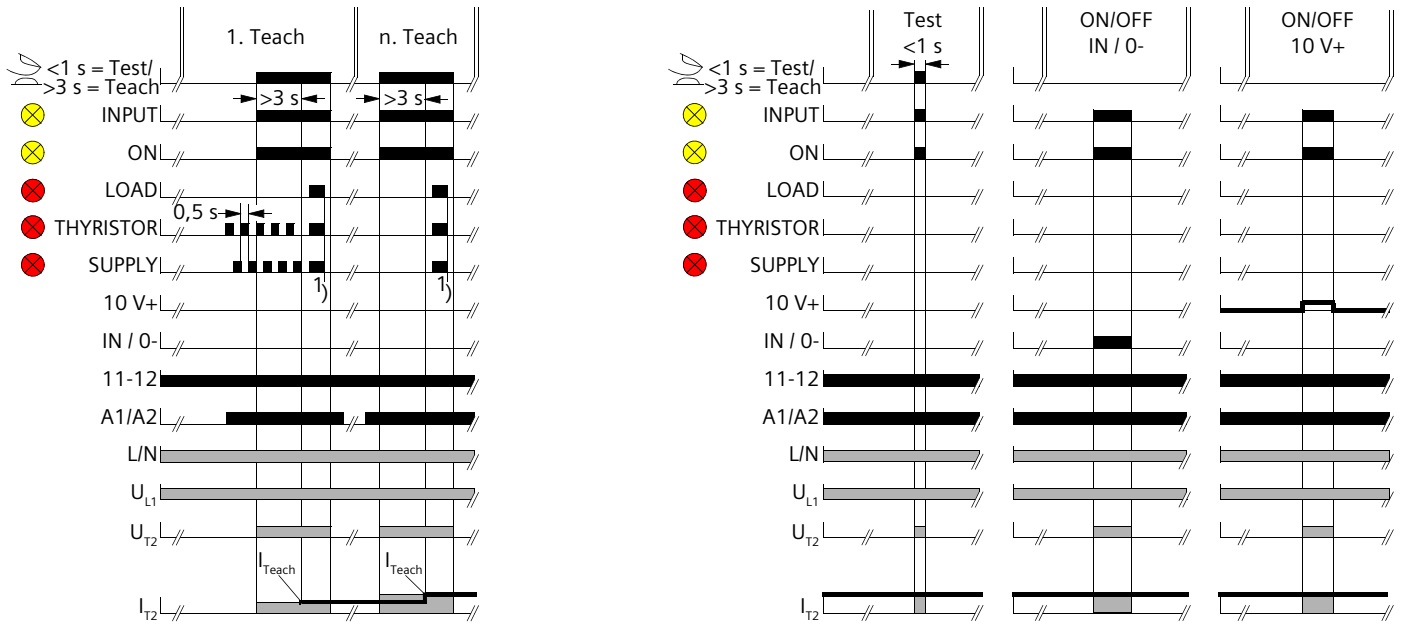 1. Teach
n. Teach
<1 s = Test/
>3 s = Teach
>3 s
>3 s
INPUT
ON
LOAD
0,5 s
THYRISTOR
SUPPLY
1)
1)
10 V+
IN / 0-
11-12
A1/A2
L/N
UL1
UT2
ITeach
ITeach
IT2
Test
<1 s
ON/OFF
IN / 0-
ON/OFF
10 V+
<1 s = Test/
>3 s = Teach
INPUT
ON
LOAD
THYRISTOR
SUPPLY
10 V+
IN / 0-
11-12
A1/A2
L/N
UL1
UT2
IT2